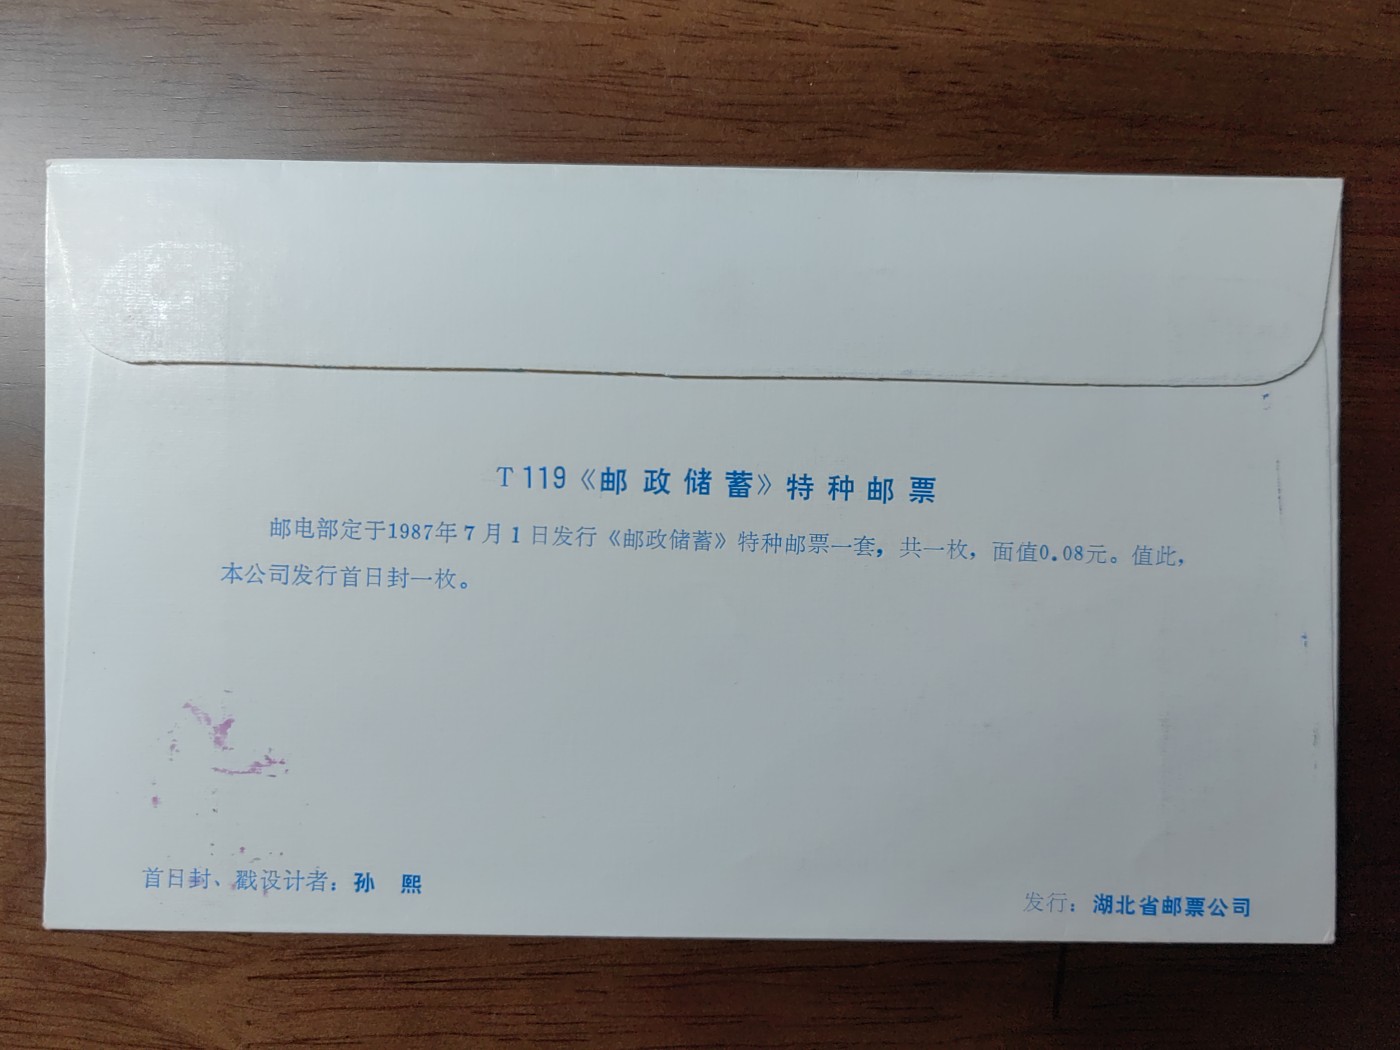 T119《邮政储蓄》特种邮票
邮电部定于1987年7月1日发行《邮政储蓄》特种邮票一套，共一枚，面值0.08元。值此，
本公司发行首日封一枚。
首日封、戳设计者：孙 熙
发行：湖北省邮票公司